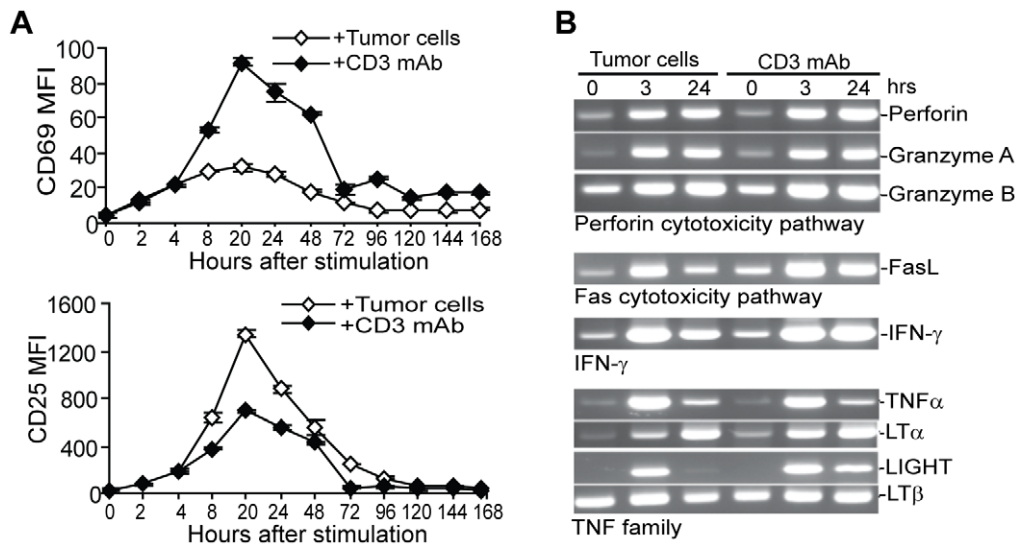 A
+Tumor cells
+CD3 mAb
CD69 MFI
100
80
60
40
20
0
0 2 4 8 20 24 48 72 96 120 144 168
Hours after stimulation
+Tumor cells
+CD3 mAb
CD25 MFI
1600
1200
800
400
0
0 2 4 8 20 24 48 72 96 120 144 168
Hours after stimulation
B
Tumor cells CD3 mAb
0 3 24 0 3 24 hrs
-Perforin
-Granzyme A
-Granzyme B
Perforin cytotoxicity pathway
-FasL
Fas cytotoxicity pathway
-IFN-γ
IFN-γ
-TNFα
-LTα
-LIGHT
-LTβ
TNF family